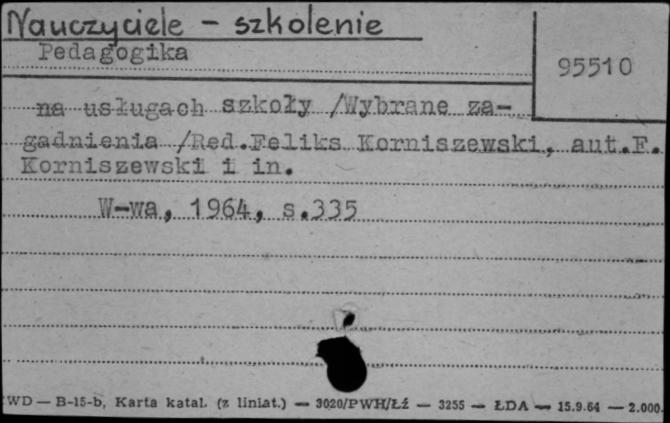 Nauczyciele - szkolenie
Pedagogika
95510
na usługach szkoły /Wybrane za-
gadnienia /Red.Feliks Korniszewski, aut.F.
Korniszewski i in.
W-wa, 1964, s.335
WD — B-15-b, Karta katal. (z liniat.) — 3020/PWH/Łź — 3255 — ŁDA — 15.9.64 — 2.000.